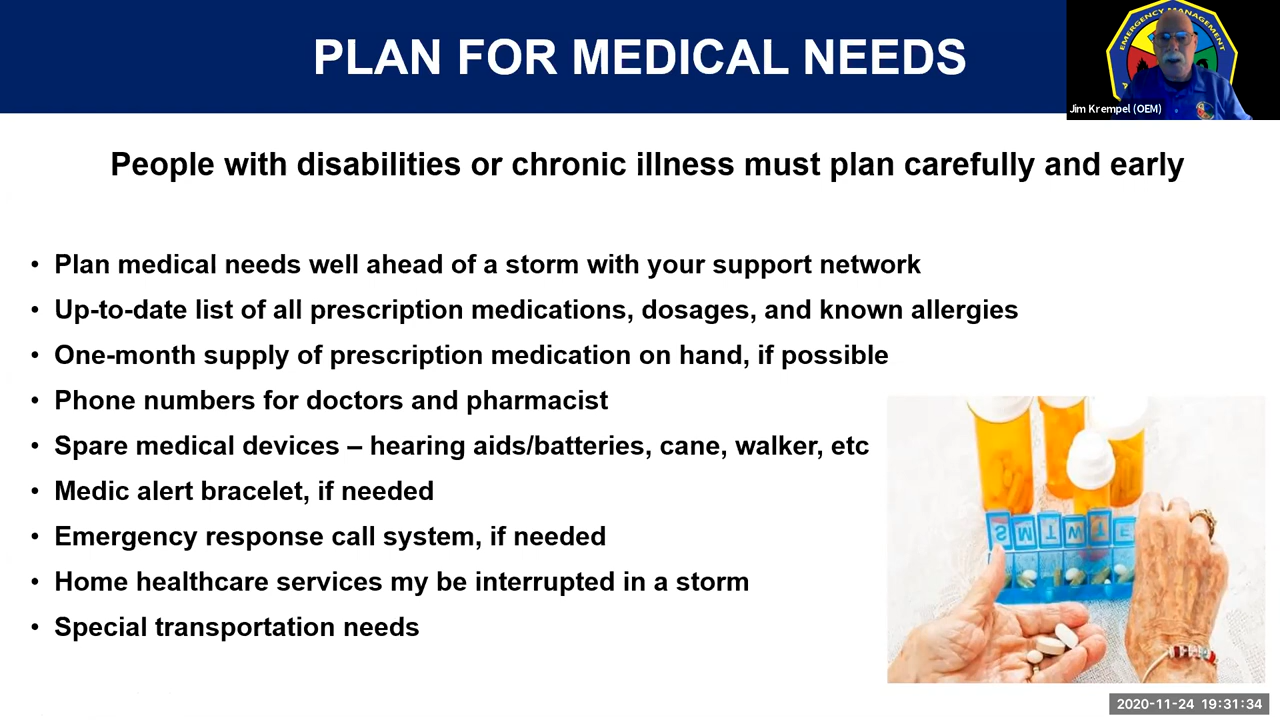 PLAN FOR MEDICAL NEEDS
EMERGENCY MANAGEMENT
Jim Krempel (OEM)
People with disabilities or chronic illness must plan carefully and early
• Plan medical needs well ahead of a storm with your support network
• Up-to-date list of all prescription medications, dosages, and known allergies
• One-month supply of prescription medication on hand, if possible
• Phone numbers for doctors and pharmacist
• Spare medical devices – hearing aids/batteries, cane, walker, etc
• Medic alert bracelet, if needed
• Emergency response call system, if needed
• Home healthcare services my be interrupted in a storm
• Special transportation needs
S M T W T F
2020-11-24 19:31:34